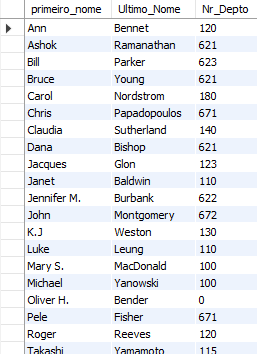 primeiro_nome Ultimo_Nome Nr_Depto
Ann Bennet 120
Ashok Ramanathan 621
Bill Parker 623
Bruce Young 621
Carol Nordstrom 180
Chris Papadopoulos 671
Claudia Sutherland 140
Dana Bishop 621
Jacques Glon 123
Janet Baldwin 110
Jennifer M. Burbank 622
John Montgomery 672
K.J Weston 130
Luke Leung 110
Mary S. MacDonald 100
Michael Yanowski 100
Oliver H. Bender 0
Pele Fisher 671
Roger Reeves 120
Takashi Yamamoto 115